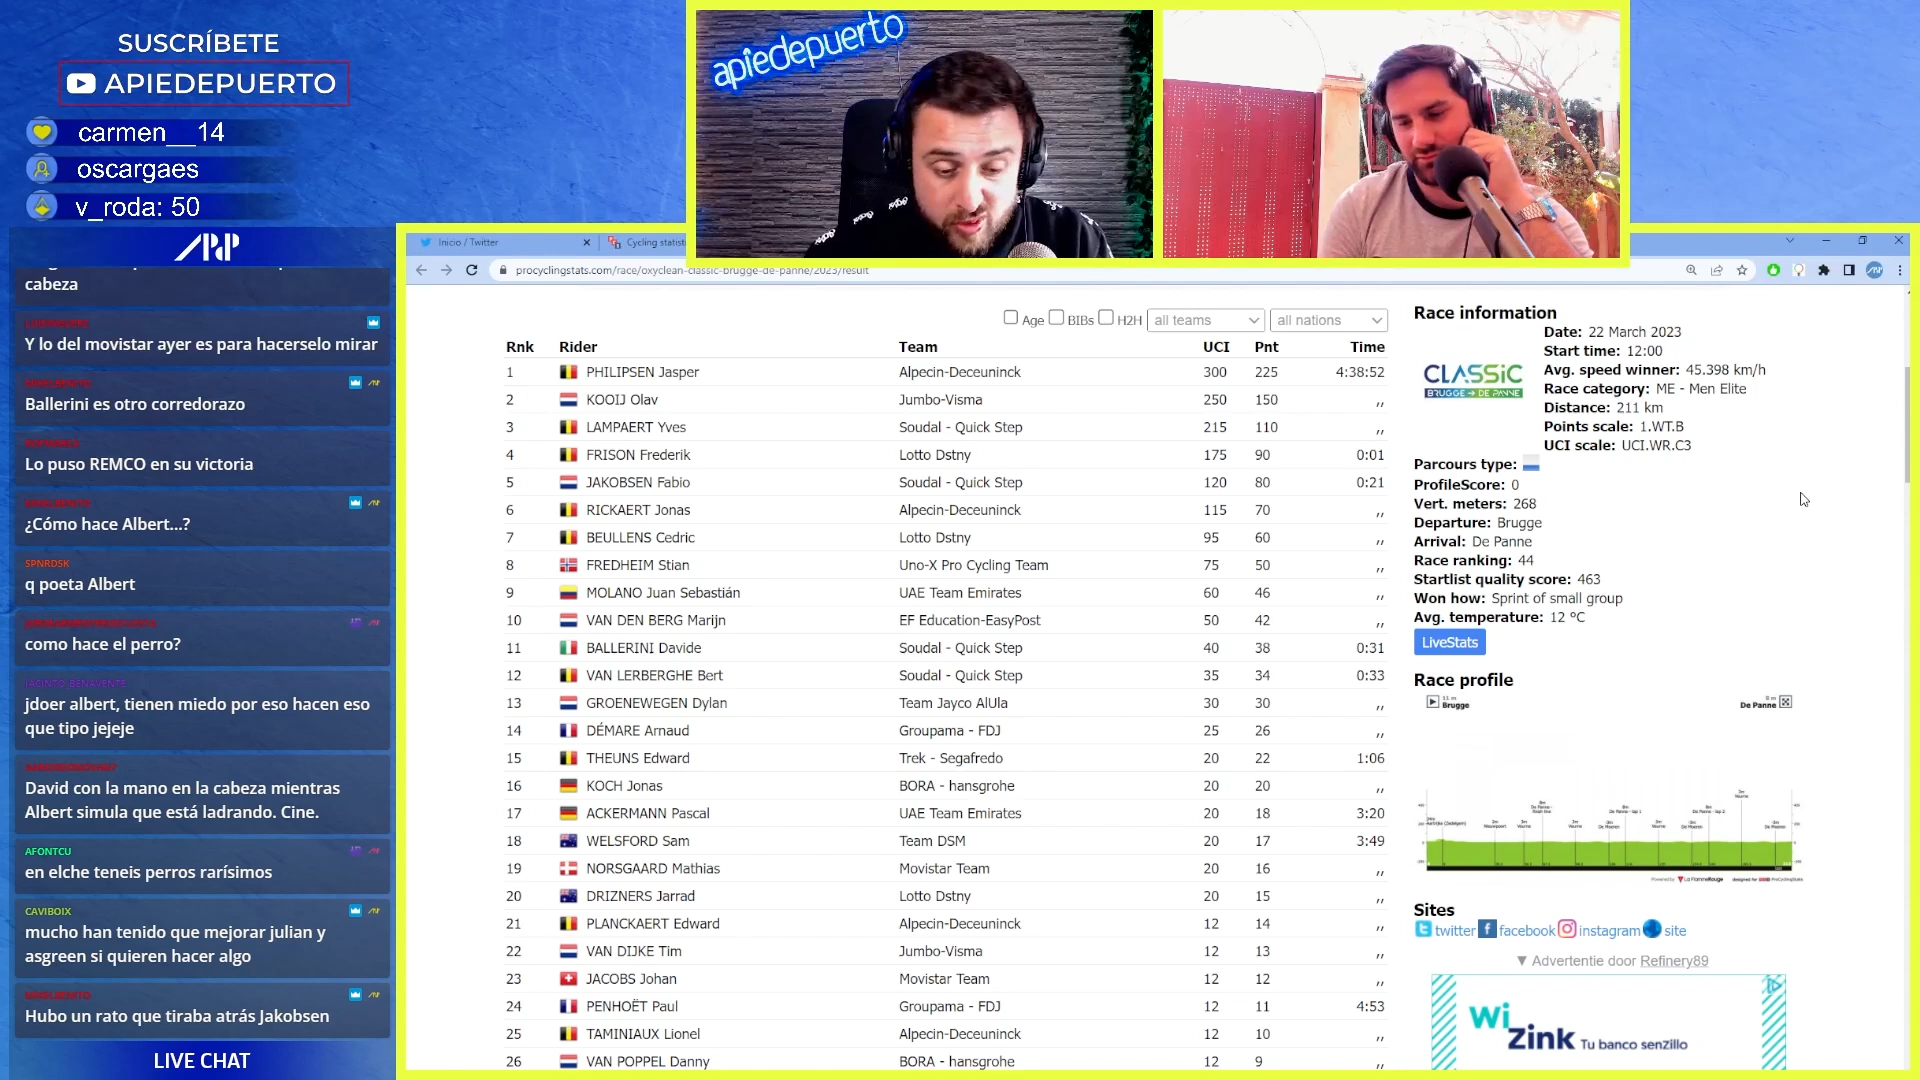 SUSCRÍBETE
APIEDEPUERTO
carmen__14
oscargaes
v_roda: 50
cabeza
Y lo del movistar ayer es para hacerselo mirar
Ballerini es otro corredorazo
Lo puso REMCO en su victoria
¿Cómo hace Albert...?
SPNRDSK
q poeta Albert
como hace el perro?
JACINTO_BENAVENTE
jdoer albert, tienen miedo por eso hacen eso
que tipo jejeje
David con la mano en la cabeza mientras
Albert simula que está ladrando. Cine.
AFONTCU
en elche teneis perros rarísimos
CAVIBOIX
mucho han tenido que mejorar julian y
asgreen si quieren hacer algo
Hubo un rato que tiraba atrás Jakobsen
LIVE CHAT
apiedepuerto
Inicio / Twitter
Cycling statisti
procyclingstats.com/race/oxyclean-classic-brugge-de-panne/2023/result
Age BIBs H2H all teams all nations
Rnk Rider Team UCI Pnt Time
1 PHILIPSEN Jasper Alpecin-Deceuninck 300 225 4:38:52
2 KOOIJ Olav Jumbo-Visma 250 150 ,,
3 LAMPAERT Yves Soudal - Quick Step 215 110 ,,
4 FRISON Frederik Lotto Dstny 175 90 0:01
5 JAKOBSEN Fabio Soudal - Quick Step 120 80 0:21
6 RICKAERT Jonas Alpecin-Deceuninck 115 70 ,,
7 BEULLENS Cedric Lotto Dstny 95 60 ,,
8 FREDHEIM Stian Uno-X Pro Cycling Team 75 50 ,,
9 MOLANO Juan Sebastián UAE Team Emirates 60 46 ,,
10 VAN DEN BERG Marijn EF Education-EasyPost 50 42 ,,
11 BALLERINI Davide Soudal - Quick Step 40 38 0:31
12 VAN LERBERGHE Bert Soudal - Quick Step 35 34 0:33
13 GROENEWEGEN Dylan Team Jayco AlUla 30 30 ,,
14 DÉMARE Arnaud Groupama - FDJ 25 26 ,,
15 THEUNS Edward Trek - Segafredo 20 22 1:06
16 KOCH Jonas BORA - hansgrohe 20 20 ,,
17 ACKERMANN Pascal UAE Team Emirates 20 18 3:20
18 WELSFORD Sam Team DSM 20 17 3:49
19 NORSGAARD Mathias Movistar Team 20 16 ,,
20 DRIZNERS Jarrad Lotto Dstny 20 15 ,,
21 PLANCKAERT Edward Alpecin-Deceuninck 12 14 ,,
22 VAN DIJKE Tim Jumbo-Visma 12 13 ,,
23 JACOBS Johan Movistar Team 12 12 ,,
24 PENHOËT Paul Groupama - FDJ 12 11 4:53
25 TAMINIAUX Lionel Alpecin-Deceuninck 12 10 ,,
26 VAN POPPEL Danny BORA - hansgrohe 12 9 ,,
Race information
CLASSIC
BRUGGE DE PANNE
Date: 22 March 2023
Start time: 12:00
Avg. speed winner: 45.398 km/h
Race category: ME - Men Elite
Distance: 211 km
Points scale: 1.WT.B
UCI scale: UCI.WR.C3
Parcours type:
ProfileScore: 0
Vert. meters: 268
Departure: Brugge
Arrival: De Panne
Race ranking: 44
Startlist quality score: 463
Won how: Sprint of small group
Avg. temperature: 12 °C
LiveStats
Race profile
Brugge
De Panne
Sites
twitter facebook instagram site
▼ Advertentie door Refinery89
WiZink Tu banco senzillo